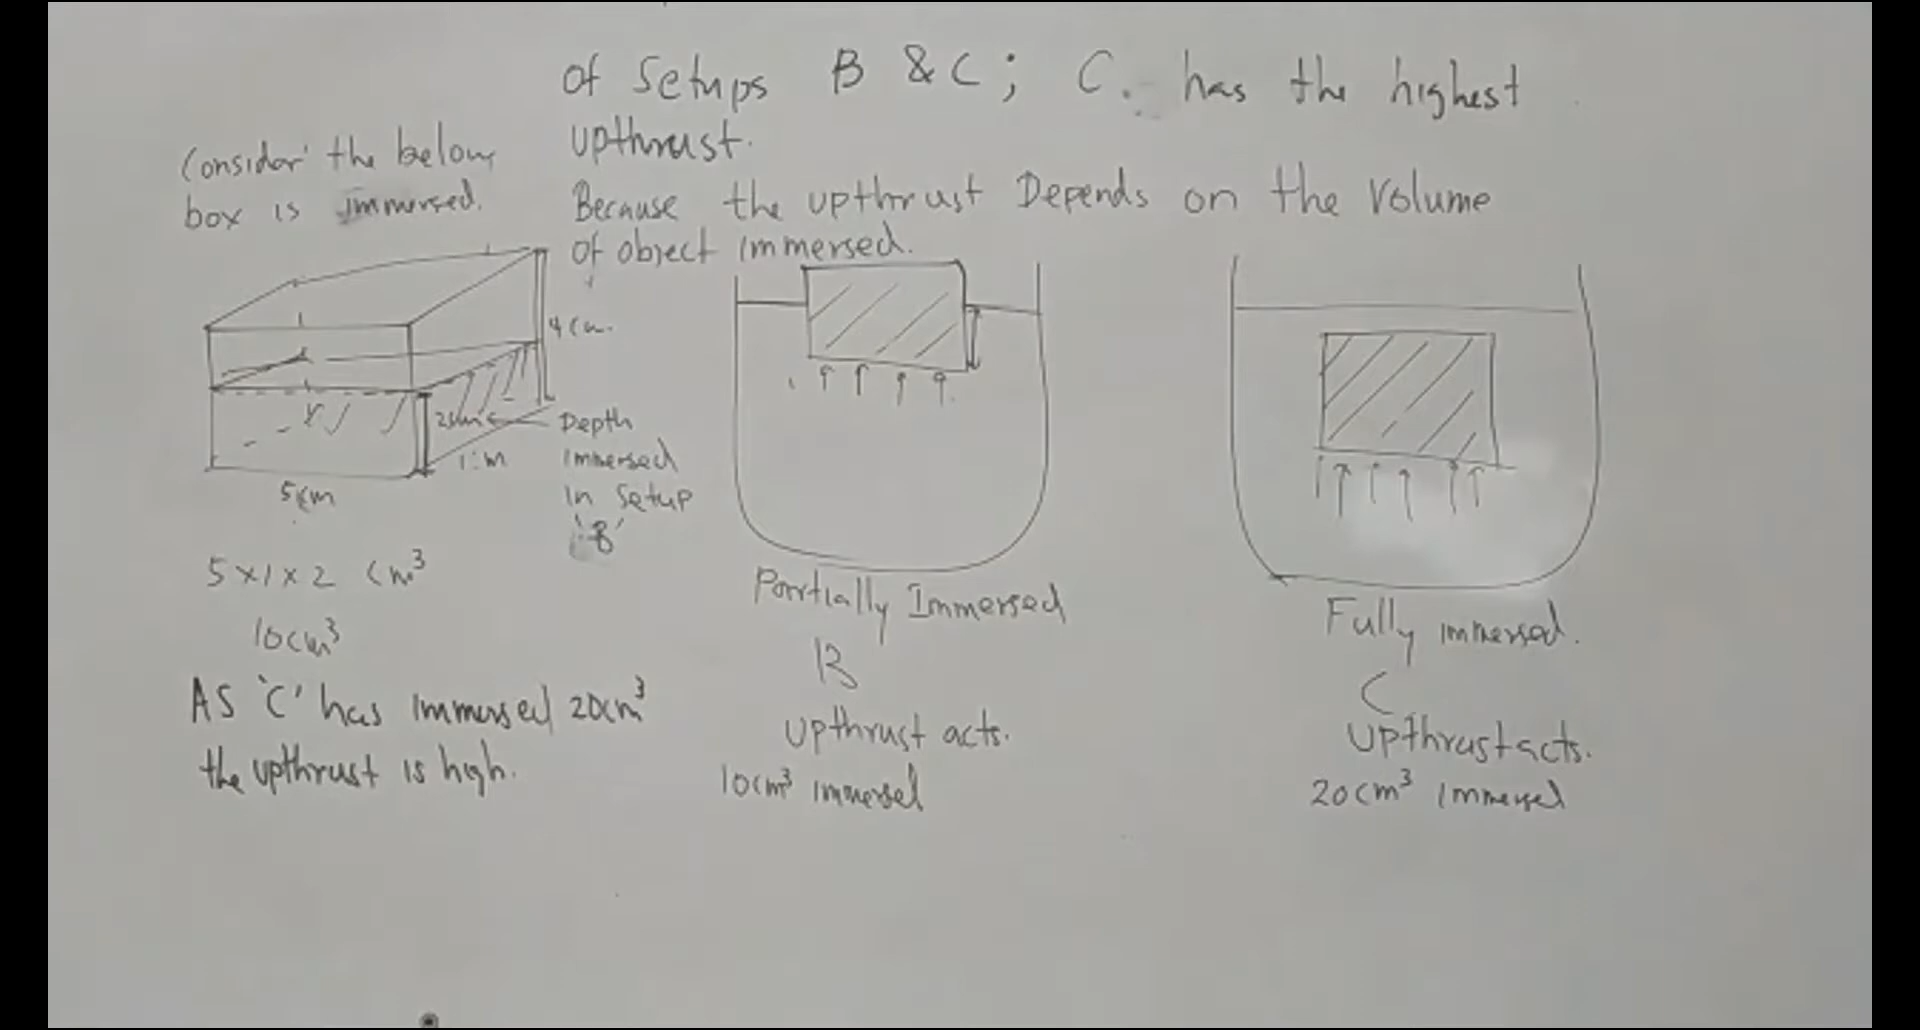 Of Setups B & C; C. has the highest
upthrust.
Because the upthrust Depends on the Volume
Of object immersed.
Consider the below
box is immersed.
4cm.
2cm
1cm
5cm
Depth
immersed
in setup
'B'
5 x 1 x 2 cm³
10cm³
As 'C' has immersed 20cm³
the upthrust is high.
Partially Immersed
B
upthrust acts.
10cm³ immersed
Fully immersed.
C
Upthrust acts.
20cm³ immersed